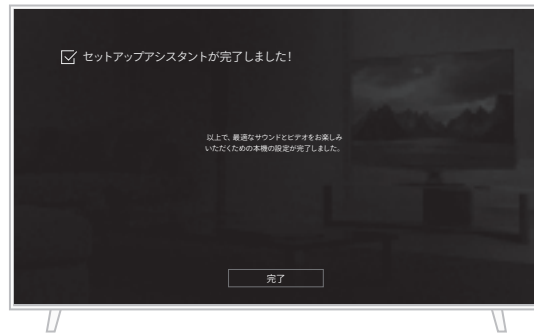 セットアップアシスタントが完了しました！
以上で、最適なサウンドとビデオをお楽しみ
いただくための本機の設定が完了しました。
完了